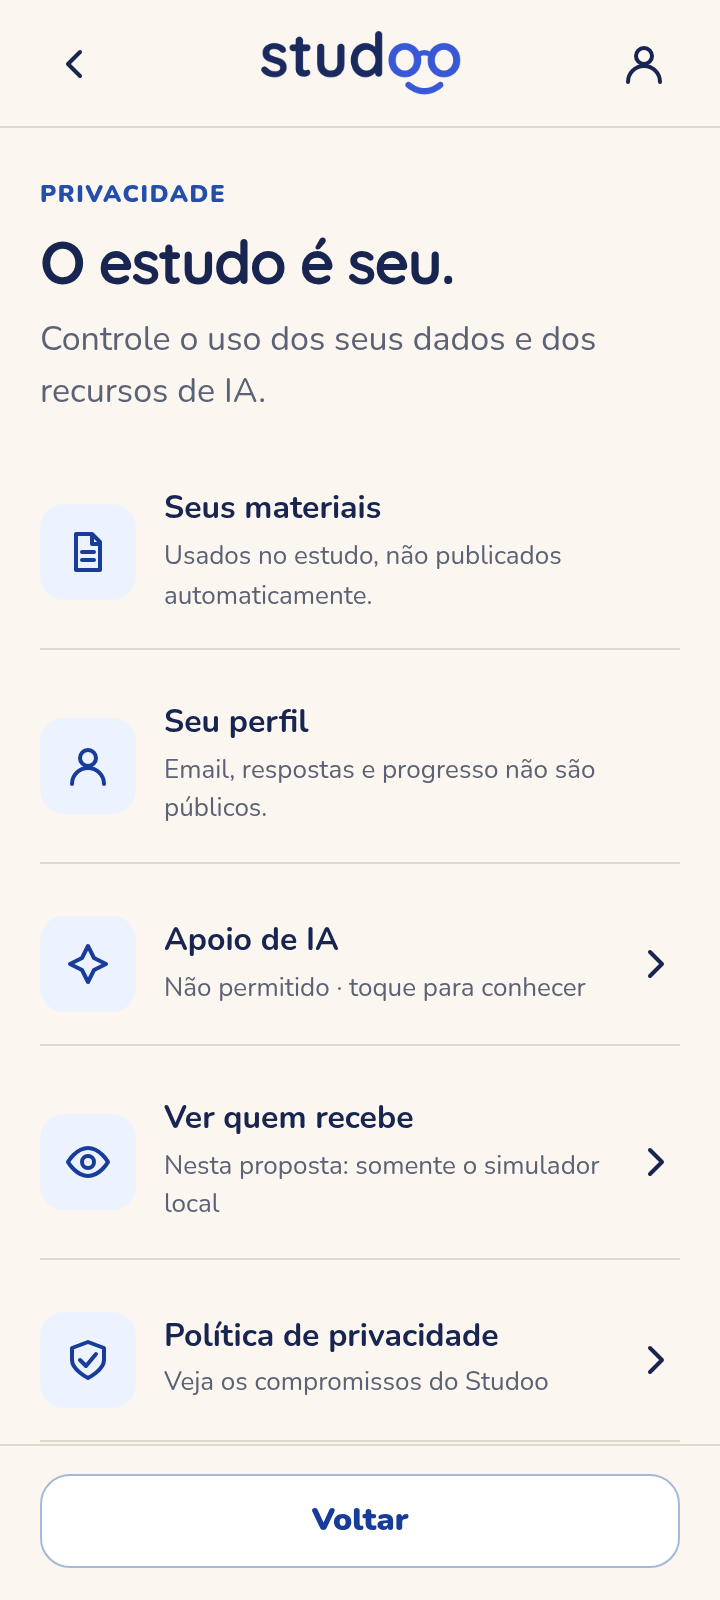 studoo
PRIVACIDADE
O estudo é seu.
Controle o uso dos seus dados e dos
recursos de IA.
Seus materiais
Usados no estudo, não publicados
automaticamente.
Seu perfil
Email, respostas e progresso não são
públicos.
Apoio de IA
Não permitido · toque para conhecer
Ver quem recebe
Nesta proposta: somente o simulador
local
Política de privacidade
Veja os compromissos do Studoo
Voltar